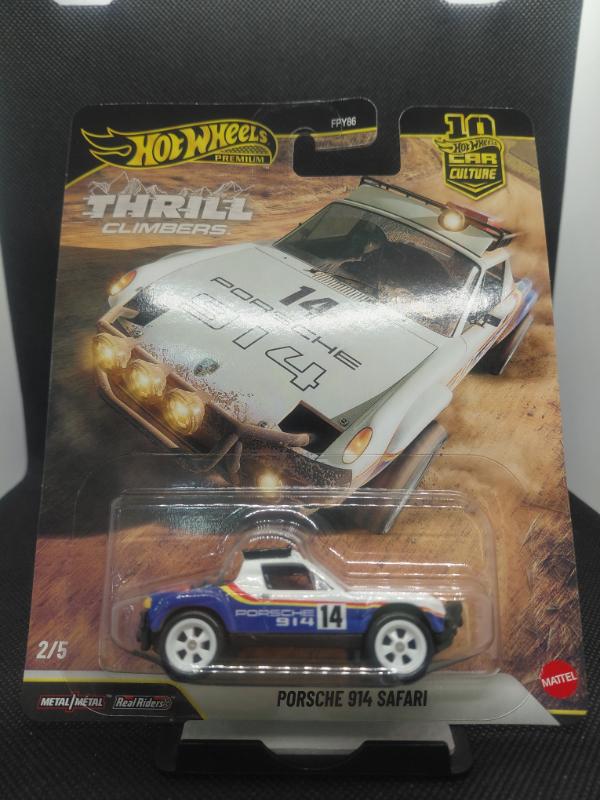 FPY86
HOT WHEELS
PREMIUM
10
HOT WHEELS
CAR
CULTURE
THRILL
CLIMBERS
14
PORSCHE
914
PORSCHE
914
14
2/5
METAL/MÉTAL™ Real Riders®
PORSCHE 914 SAFARI
MATTEL